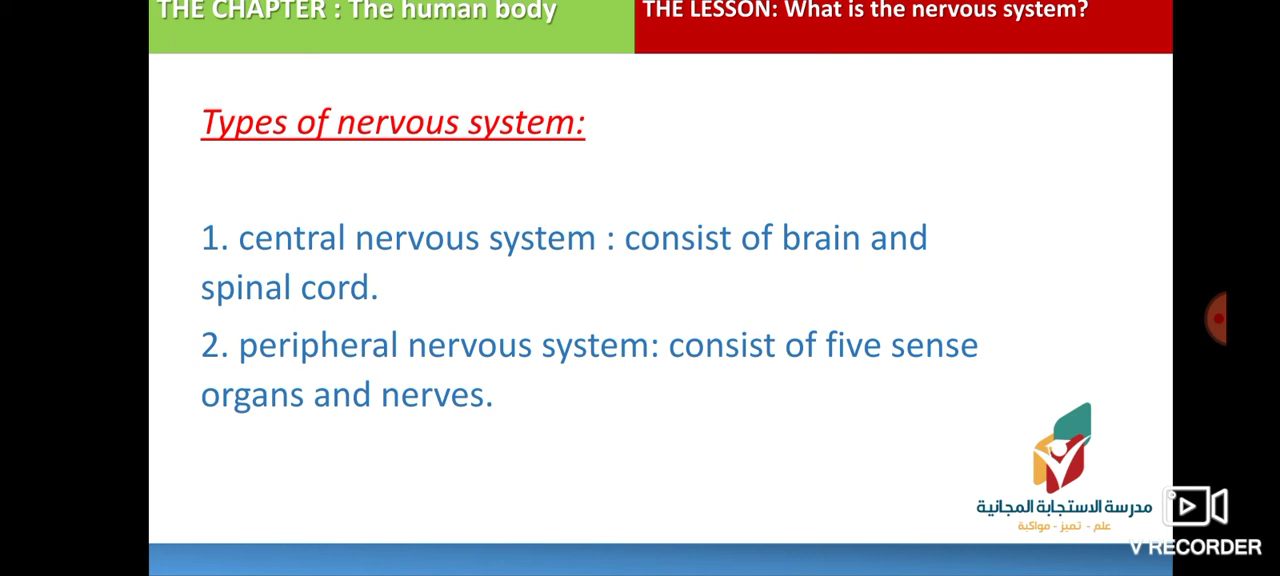 THE CHAPTER : The human body
THE LESSON: What is the nervous system?
Types of nervous system:
1. central nervous system : consist of brain and
spinal cord.
2. peripheral nervous system: consist of five sense
organs and nerves.
مدرسة الاستجابة المجانية
علم - تميز - مواكبة
V RECORDER